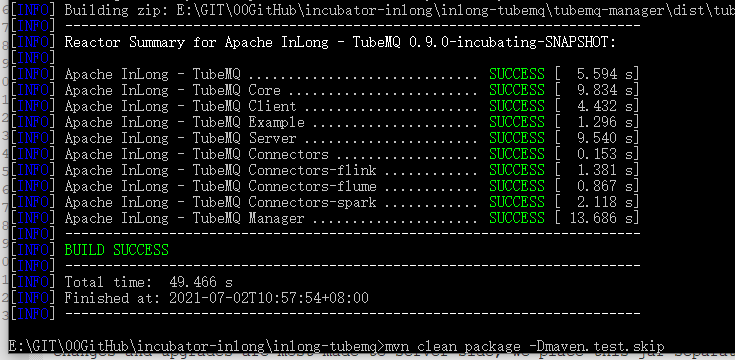 [INFO] Building zip: E:\GIT\00GitHub\incubator-inlong\inlong-tubemq\tubemq-manager\dist\tub
[INFO] ------------------------------------------------------------------------
[INFO] Reactor Summary for Apache InLong - TubeMQ 0.9.0-incubating-SNAPSHOT:
[INFO]
[INFO] Apache InLong - TubeMQ ............................. SUCCESS [  5.594 s]
[INFO] Apache InLong - TubeMQ Core ........................ SUCCESS [  9.834 s]
[INFO] Apache InLong - TubeMQ Client ...................... SUCCESS [  4.432 s]
[INFO] Apache InLong - TubeMQ Example ..................... SUCCESS [  1.296 s]
[INFO] Apache InLong - TubeMQ Server ...................... SUCCESS [  9.540 s]
[INFO] Apache InLong - TubeMQ Connectors .................. SUCCESS [  0.153 s]
[INFO] Apache InLong - TubeMQ Connectors-flink ............ SUCCESS [  1.381 s]
[INFO] Apache InLong - TubeMQ Connectors-flume ............ SUCCESS [  0.867 s]
[INFO] Apache InLong - TubeMQ Connectors-spark ............ SUCCESS [  2.118 s]
[INFO] Apache InLong - TubeMQ Manager ..................... SUCCESS [ 13.686 s]
[INFO] ------------------------------------------------------------------------
[INFO] BUILD SUCCESS
[INFO] ------------------------------------------------------------------------
[INFO] Total time:  49.466 s
[INFO] Finished at: 2021-07-02T10:57:54+08:00
[INFO] ------------------------------------------------------------------------
E:\GIT\00GitHub\incubator-inlong\inlong-tubemq>mvn clean package -Dmaven.test.skip